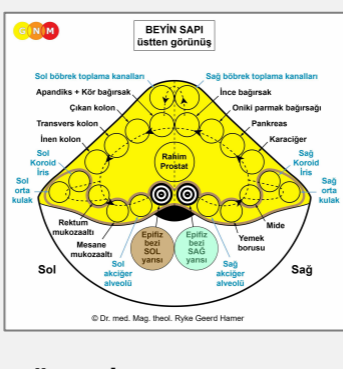 GNM
BEYİN SAPI
üstten görünüş
Sol böbrek toplama kanalları
Sağ böbrek toplama kanalları
Apandiks + Kör bağırsak
İnce bağırsak
Çıkan kolon
Oniki parmak bağırsağı
Transvers kolon
Pankreas
İnen kolon
Karaciğer
Sol
Koroid
İris
Rahim
Prostat
Sağ
Koroid
İris
Sol
orta
kulak
Sağ
orta
kulak
Rektum
mukozaaltı
Mide
Mesane
mukozaaltı
Epifiz
bezi
SOL
yarısı
Epifiz
bezi
SAĞ
yarısı
Yemek
borusu
Sol
akciğer
alveolü
Sağ
akciğer
alveolü
Sol
Sağ
© Dr. med. Mag. theol. Ryke Geerd Hamer